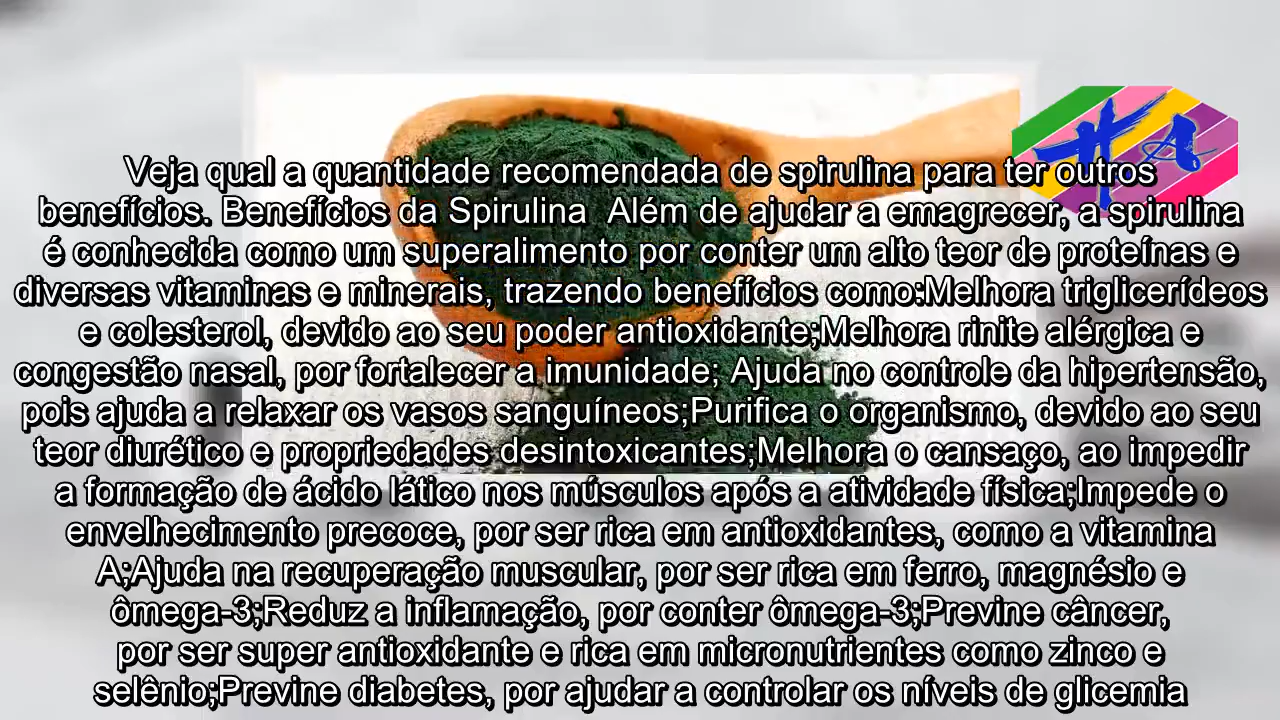 HA
Veja qual a quantidade recomendada de spirulina para ter outros
benefícios. Benefícios da Spirulina  Além de ajudar a emagrecer, a spirulina
é conhecida como um superalimento por conter um alto teor de proteínas e
diversas vitaminas e minerais, trazendo benefícios como:Melhora triglicerídeos
e colesterol, devido ao seu poder antioxidante;Melhora rinite alérgica e
congestão nasal, por fortalecer a imunidade; Ajuda no controle da hipertensão,
pois ajuda a relaxar os vasos sanguíneos;Purifica o organismo, devido ao seu
teor diurético e propriedades desintoxicantes;Melhora o cansaço, ao impedir
a formação de ácido lático nos músculos após a atividade física;Impede o
envelhecimento precoce, por ser rica em antioxidantes, como a vitamina
A;Ajuda na recuperação muscular, por ser rica em ferro, magnésio e
ômega-3;Reduz a inflamação, por conter ômega-3;Previne câncer,
por ser super antioxidante e rica em micronutrientes como zinco e
selênio;Previne diabetes, por ajudar a controlar os níveis de glicemia